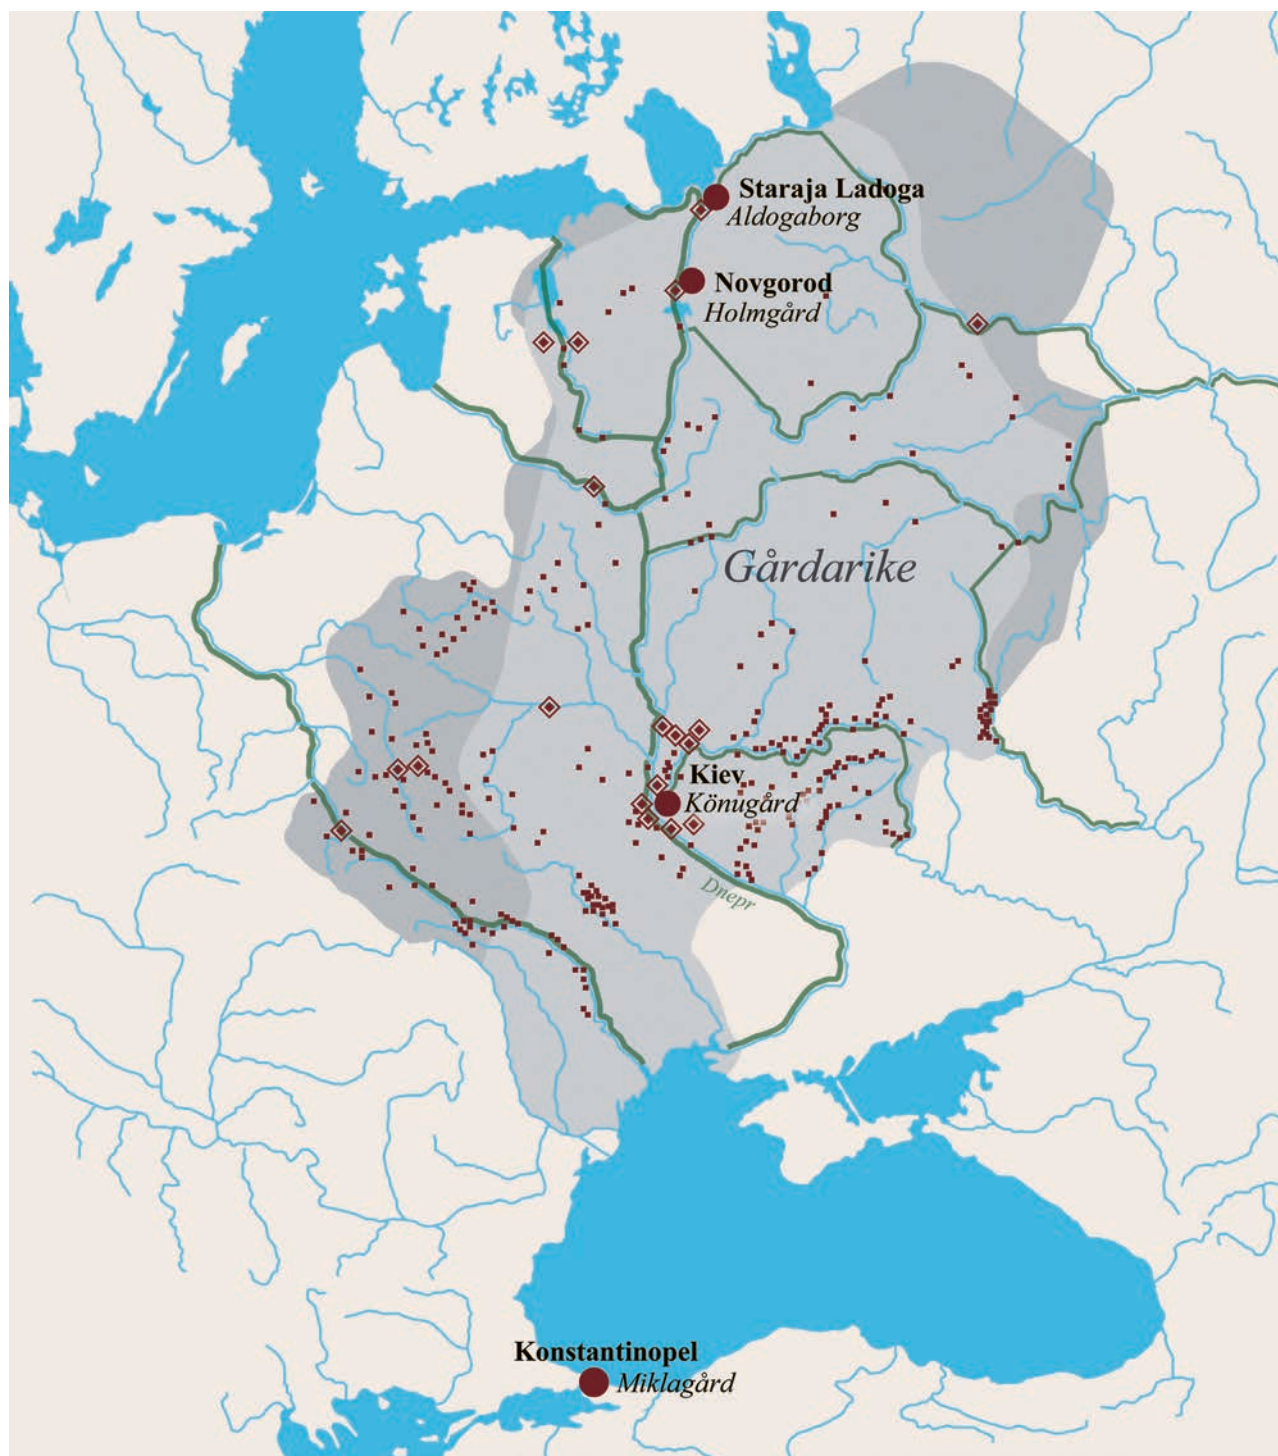 Staraja Ladoga
Aldogaborg
Novgorod
Holmgård
Gårdarike
Kiev
Könugård
Dnepr
Konstantinopel
Miklagård